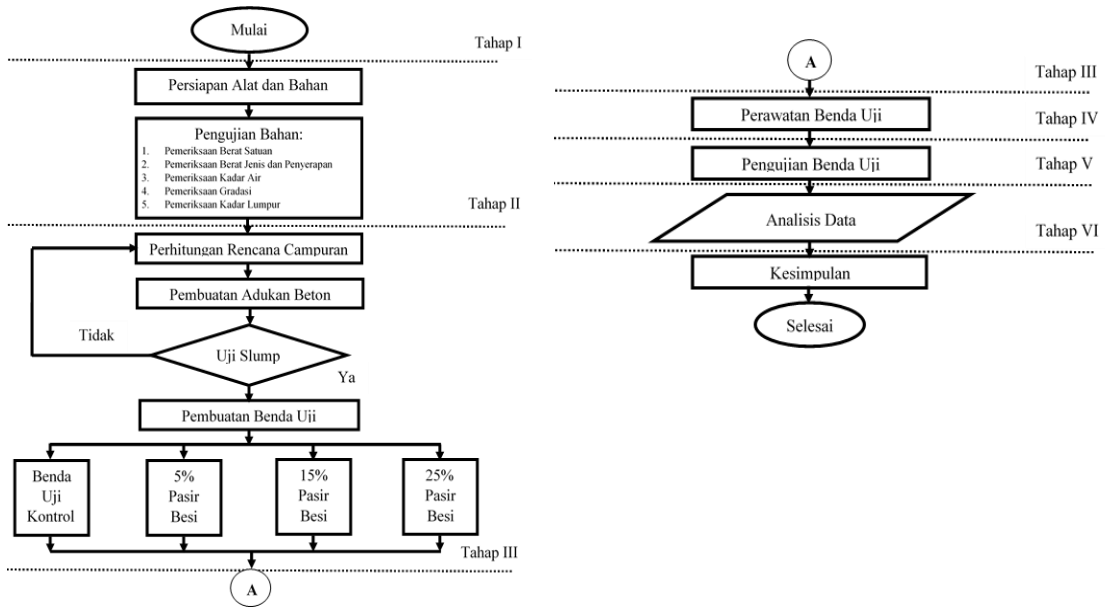 Mulai
Tahap I
Persiapan Alat dan Bahan
Pengujian Bahan:
1. Pemeriksaan Berat Satuan
2. Pemeriksaan Berat Jenis dan Penyerapan
3. Pemeriksaan Kadar Air
4. Pemeriksaan Gradasi
5. Pemeriksaan Kadar Lumpur
Tahap II
Perhitungan Rencana Campuran
Pembuatan Adukan Beton
Tidak
Uji Slump
Ya
Pembuatan Benda Uji
Benda
Uji
Kontrol
5%
Pasir
Besi
15%
Pasir
Besi
25%
Pasir
Besi
Tahap III
A
A
Tahap III
Perawatan Benda Uji
Tahap IV
Pengujian Benda Uji
Tahap V
Analisis Data
Tahap VI
Kesimpulan
Selesai